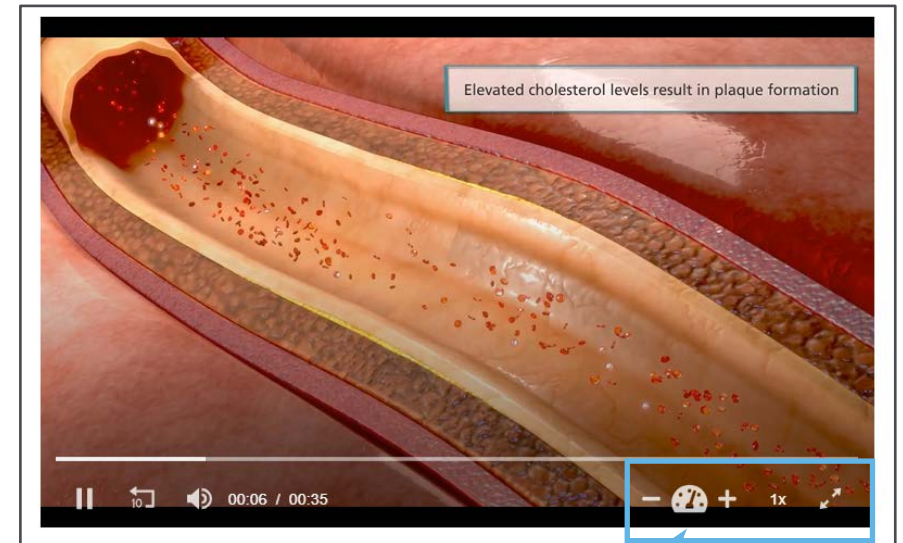 Elevated cholesterol levels result in plaque formation
10
00:06 / 00:35
1x